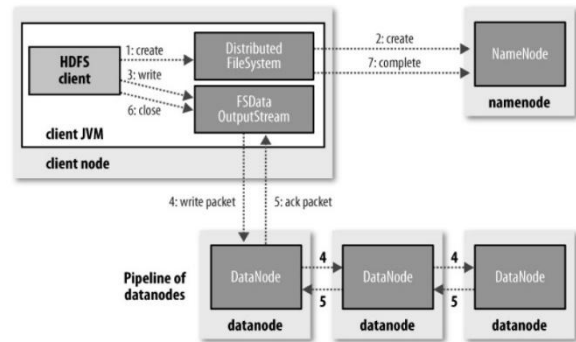 HDFS
client
1: create
3: write
6: close
Distributed
FileSystem
FSData
OutputStream
client JVM
client node
2: create
7: complete
NameNode
namenode
4: write packet
5: ack packet
Pipeline of
datanodes
DataNode
datanode
4
5
DataNode
datanode
4
5
DataNode
datanode